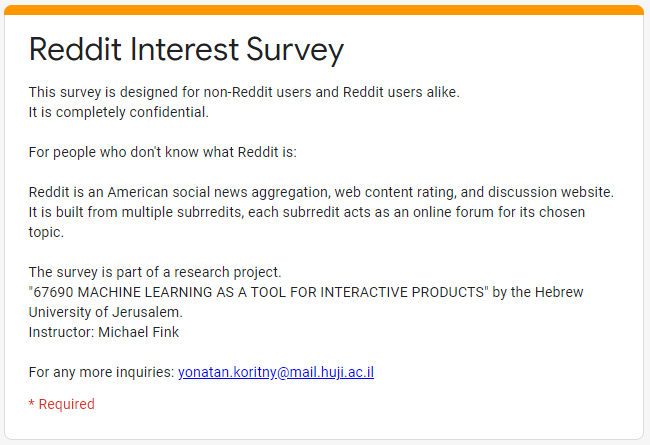 Reddit Interest Survey
This survey is designed for non-Reddit users and Reddit users alike.
It is completely confidential.
For people who don't know what Reddit is:
Reddit is an American social news aggregation, web content rating, and discussion website.
It is built from multiple subrredits, each subrredit acts as an online forum for its chosen
topic.
The survey is part of a research project.
"67690 MACHINE LEARNING AS A TOOL FOR INTERACTIVE PRODUCTS" by the Hebrew
University of Jerusalem.
Instructor: Michael Fink
For any more inquiries: yonatan.koritny@mail.huji.ac.il
* Required